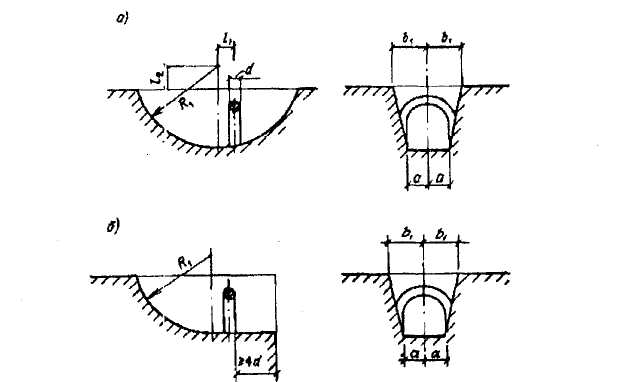 а)
l₁
b₁ b₁
l₂
R₁
d
a a
б)
R₁
b₁ b₁
≥4d
a a